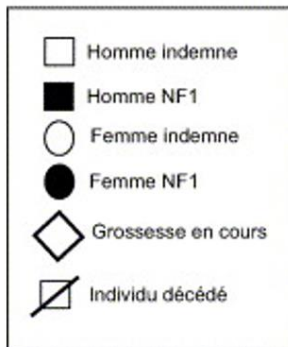 Homme indemne
Homme NF1
Femme indemne
Femme NF1
Grossesse en cours
Individu décédé